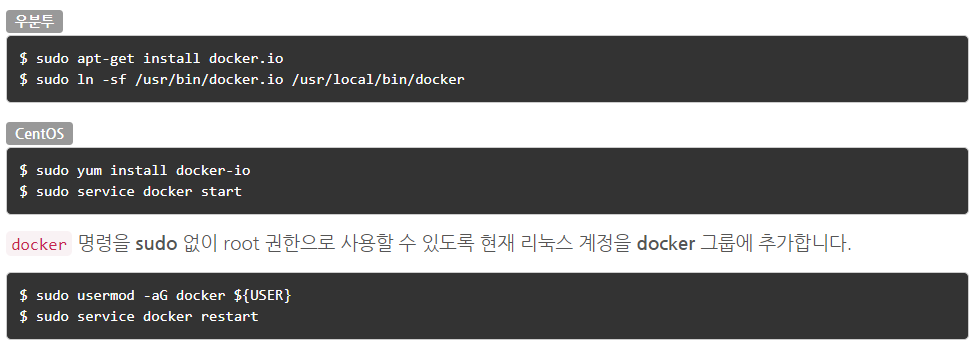 우분투
$ sudo apt-get install docker.io
$ sudo ln -sf /usr/bin/docker.io /usr/local/bin/docker
CentOS
$ sudo yum install docker-io
$ sudo service docker start
docker 명령을 sudo 없이 root 권한으로 사용할 수 있도록 현재 리눅스 계정을 docker 그룹에 추가합니다.
$ sudo usermod -aG docker ${USER}
$ sudo service docker restart